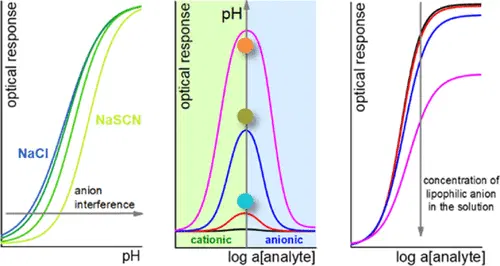 optical response
NaCl
NaSCN
anion
interference
pH
optical response
pH
cationic
anionic
log a[analyte]
optical response
concentration of
lipophilic anion
in the solution
log a[analyte]